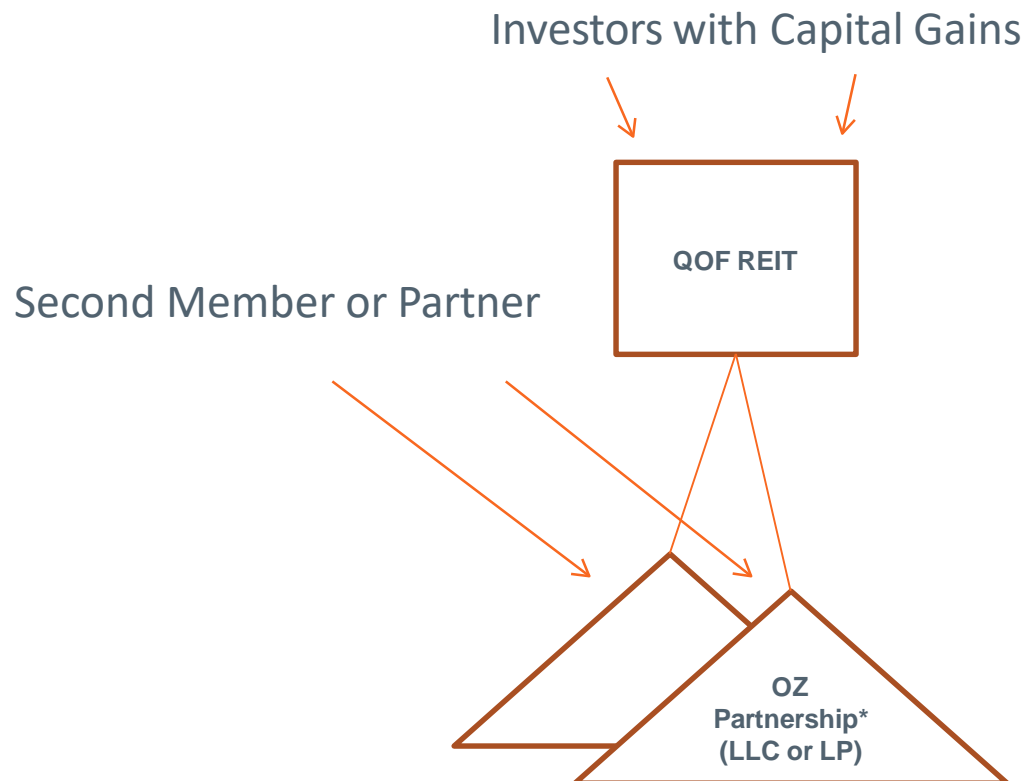 Investors with Capital Gains
QOF REIT
Second Member or Partner
OZ
Partnership*
(LLC or LP)